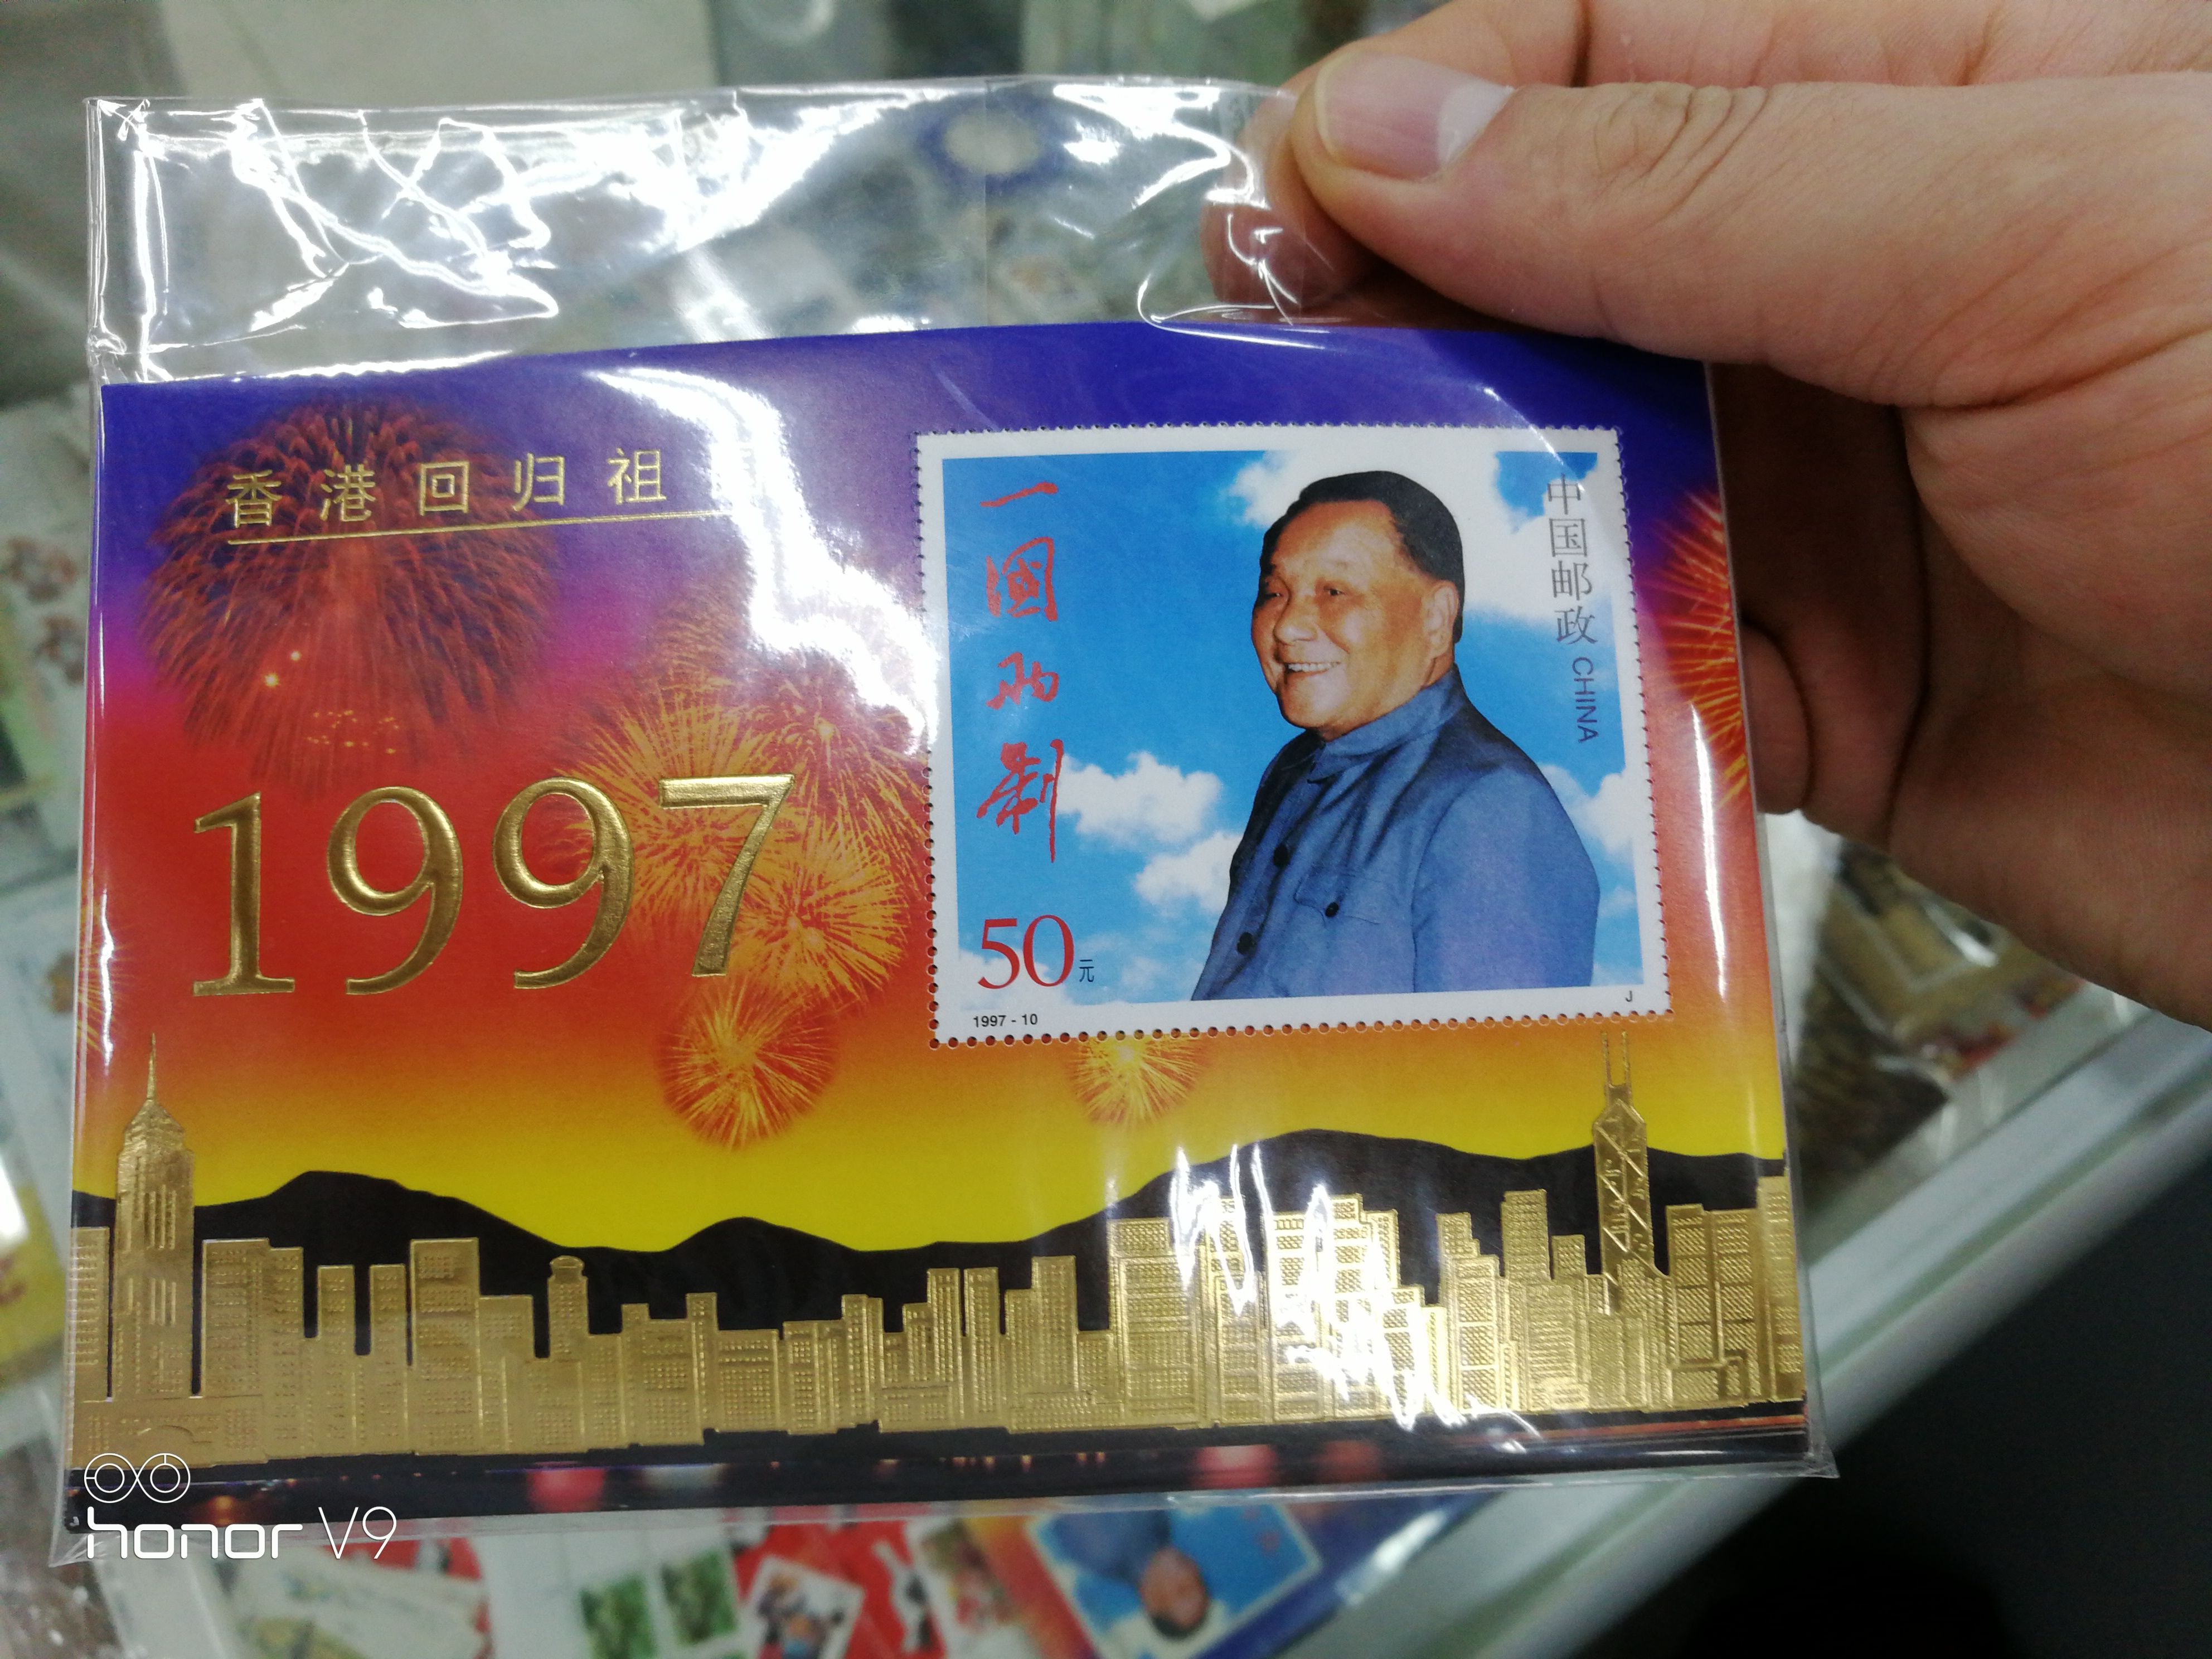 香港回归祖
1997
一國两制
中国邮政 CHINA
50元
1997-10
J
honor V9